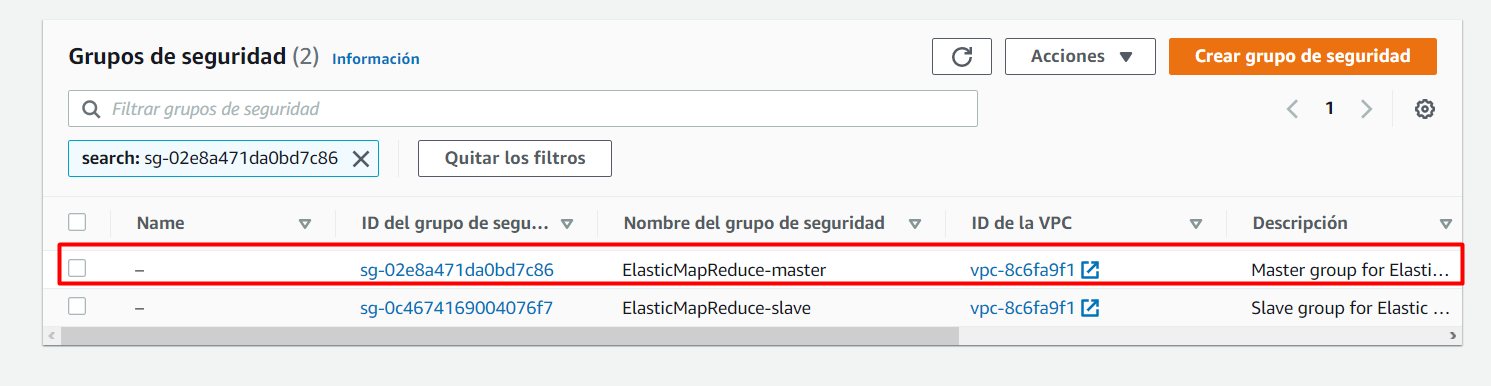 Grupos de seguridad (2) Información
Acciones
Crear grupo de seguridad
Filtrar grupos de seguridad
1
search: sg-02e8a471da0bd7c86
Quitar los filtros
Name ID del grupo de segu... Nombre del grupo de seguridad ID de la VPC Descripción
– sg-02e8a471da0bd7c86 ElasticMapReduce-master vpc-8c6fa9f1 Master group for Elasti...
– sg-0c4674169004076f7 ElasticMapReduce-slave vpc-8c6fa9f1 Slave group for Elastic ...